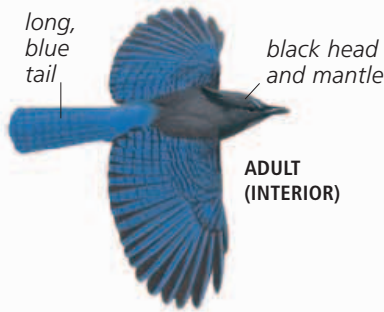 long,
blue
tail
black head
and mantle
ADULT
(INTERIOR)